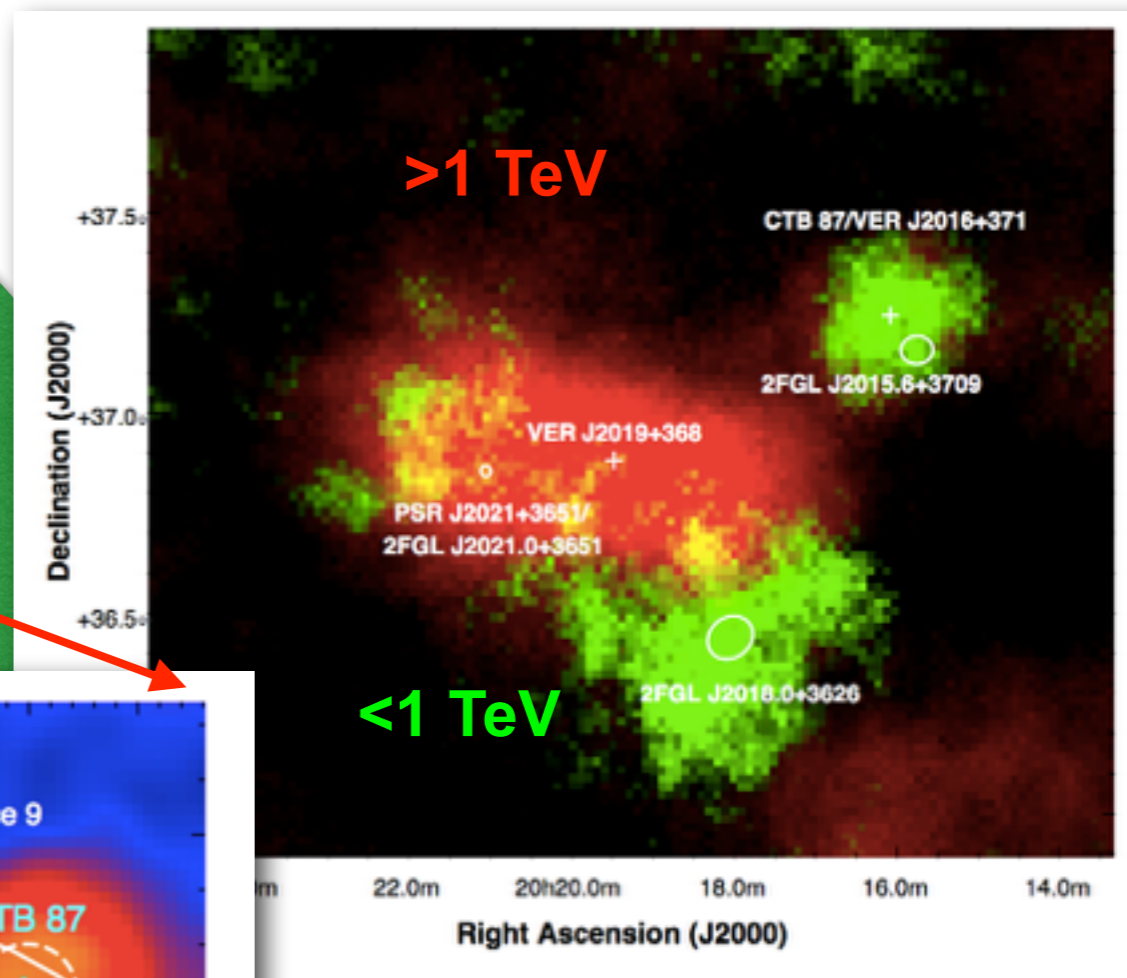 >1 TeV
+37.5
CTB 87/VER J2016+371
2FGL J2015.6+3709
Declination (J2000)
+37.0
VER J2019+368
PSR J2021+3651/
2FGL J2021.0+3651
+36.5
2FGL J2018.0+3626
<1 TeV
22.0m
20h20.0m
18.0m
16.0m
14.0m
Right Ascension (J2000)
e 9
TB 87